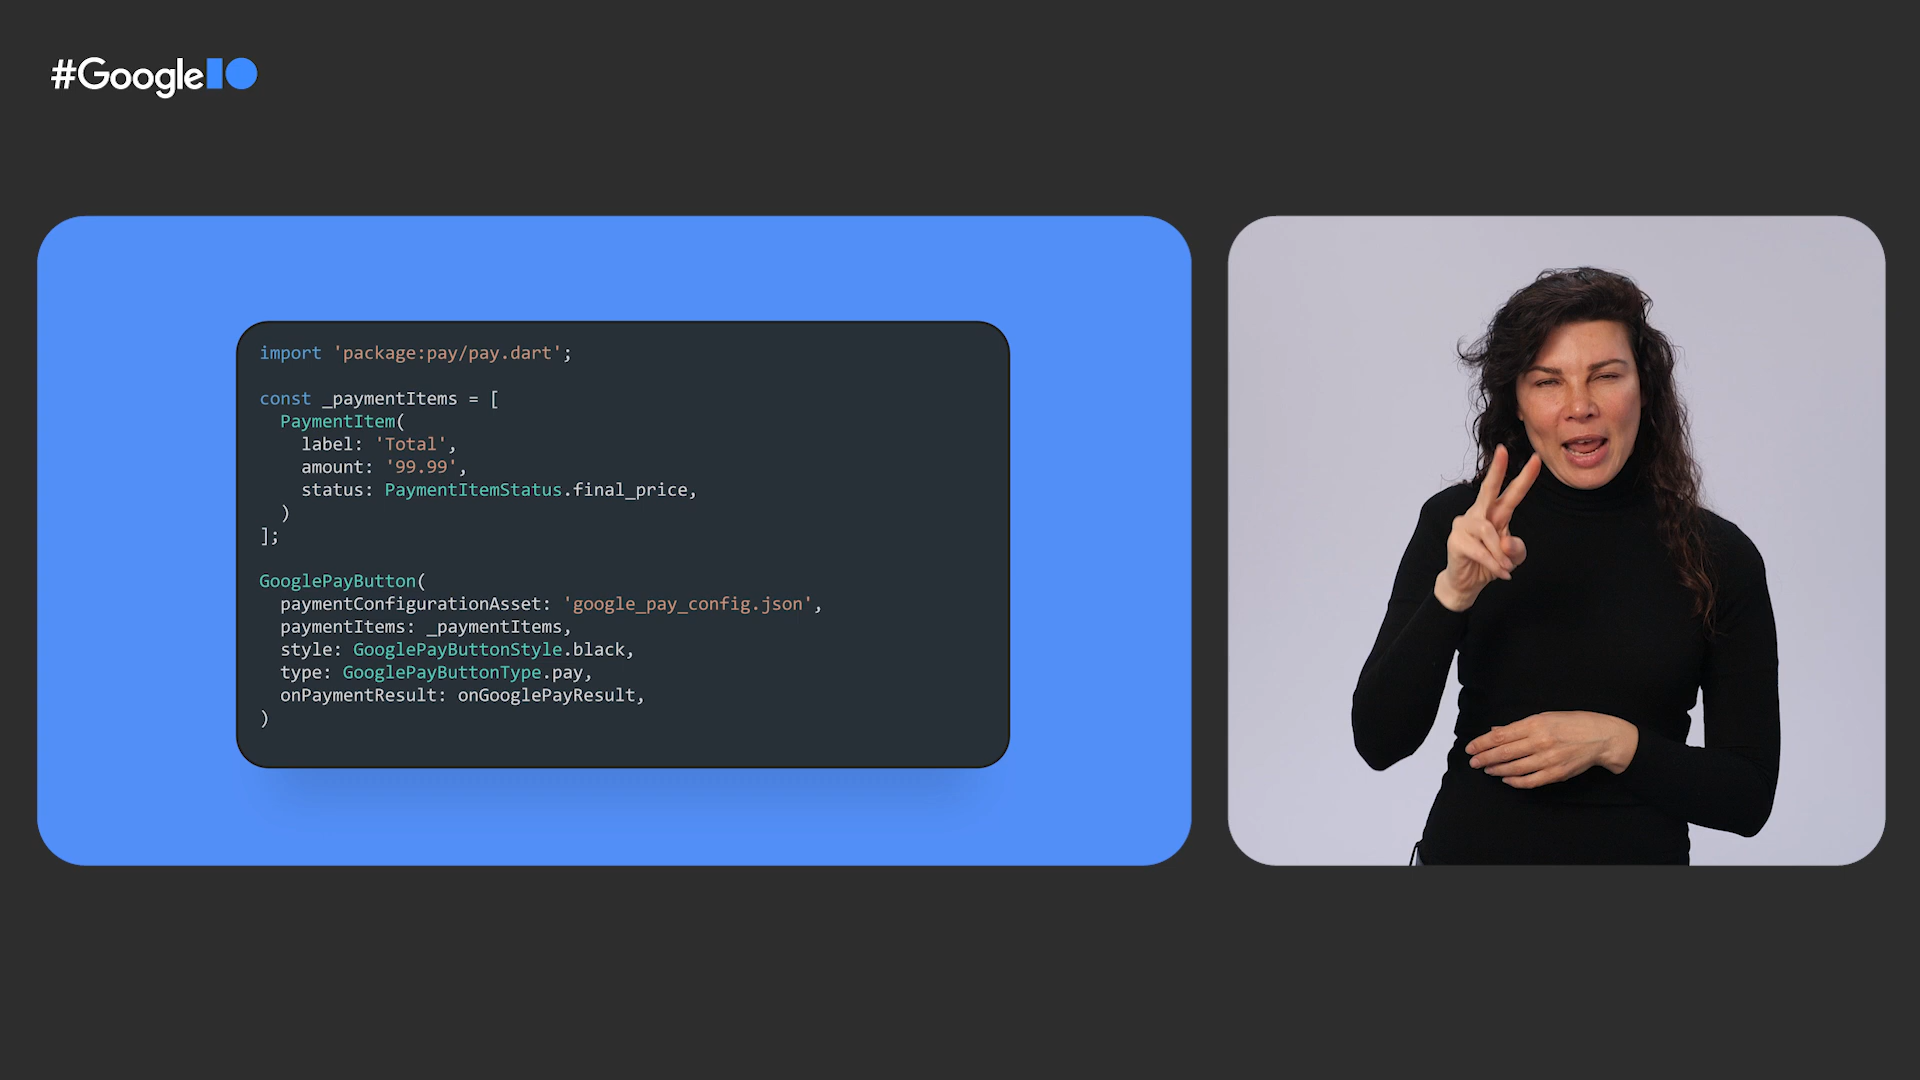 #GoogleIO
import 'package:pay/pay.dart';
const _paymentItems = [
PaymentItem(
label: 'Total',
amount: '99.99',
status: PaymentItemStatus.final_price,
)
];
GooglePayButton(
paymentConfigurationAsset: 'google_pay_config.json',
paymentItems: _paymentItems,
style: GooglePayButtonStyle.black,
type: GooglePayButtonType.pay,
onPaymentResult: onGooglePayResult,
)